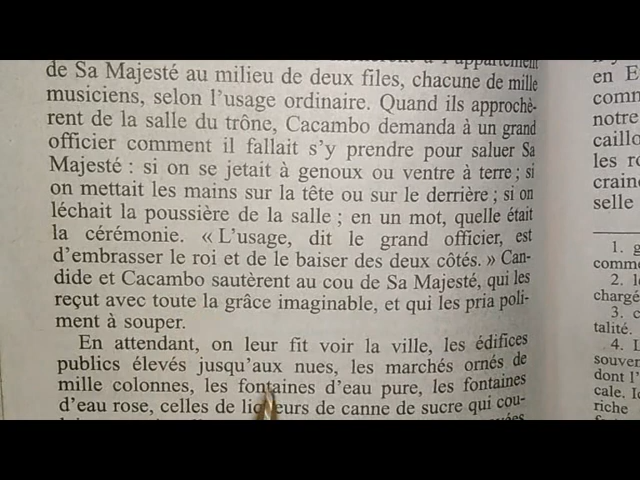 l'appartement
de Sa Majesté au milieu de deux files, chacune de mille
musiciens, selon l'usage ordinaire. Quand ils approchè-
rent de la salle du trône, Cacambo demanda à un grand
officier comment il fallait s'y prendre pour saluer Sa
Majesté : si on se jetait à genoux ou ventre à terre ; si
on mettait les mains sur la tête ou sur le derrière ; si on
léchait la poussière de la salle ; en un mot, quelle était
la cérémonie. « L'usage, dit le grand officier, est
d'embrasser le roi et de le baiser des deux côtés. » Can-
dide et Cacambo sautèrent au cou de Sa Majesté, qui les
reçut avec toute la grâce imaginable, et qui les pria poli-
ment à souper.
En attendant, on leur fit voir la ville, les édifices
publics élevés jusqu'aux nues, les marchés ornés de
mille colonnes, les fontaines d'eau pure, les fontaines
d'eau rose, celles de liqueurs de canne de sucre qui cou-
en E
comm
notre
caillo
les ro
crain
selle
1. g
comme
2. l
chargé
3. c
talité.
4. L
souver
dont l'
cale. I
riche